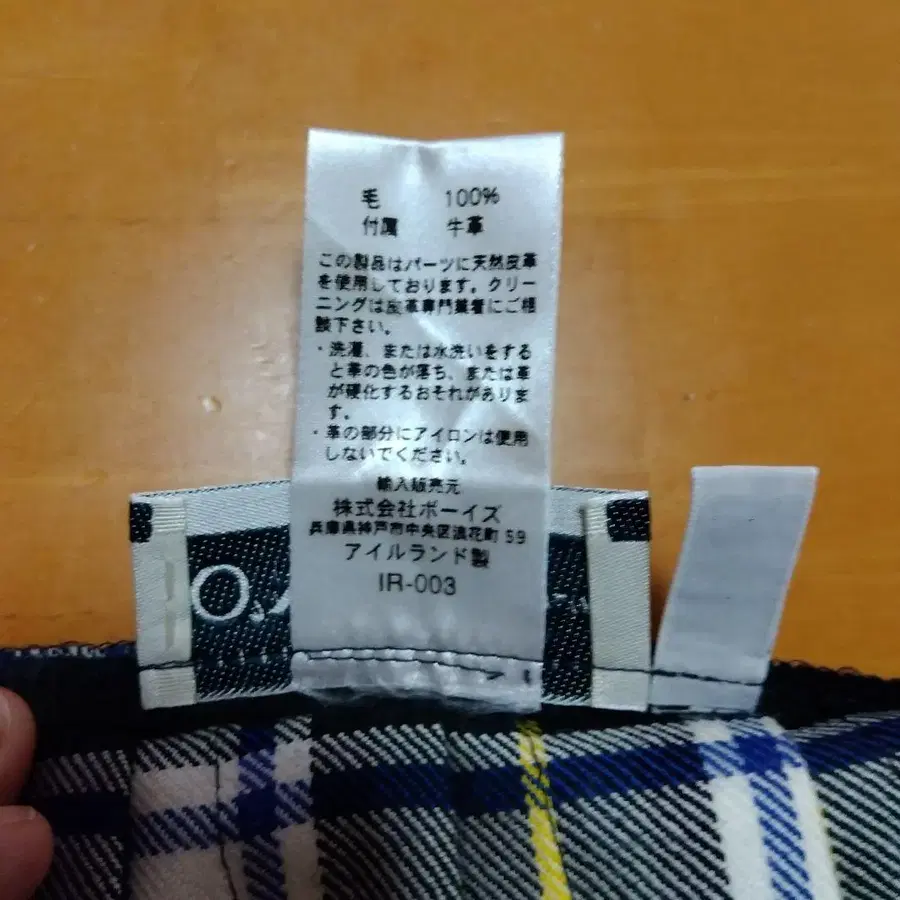 毛 100%
付属 牛革
この製品はパーツに天然皮革
を使用しております。クリー
ニングは皮革専門業者にご相
談下さい。
・洗濯、または水洗いをする
と革の色が落ち、または革
が硬化するおそれがありま
す。
・革の部分にアイロンは使用
しないでください。
輸入販売元
株式会社ボーイズ
兵庫県神戸市中央区浪花町 59
アイルランド製
IR-003